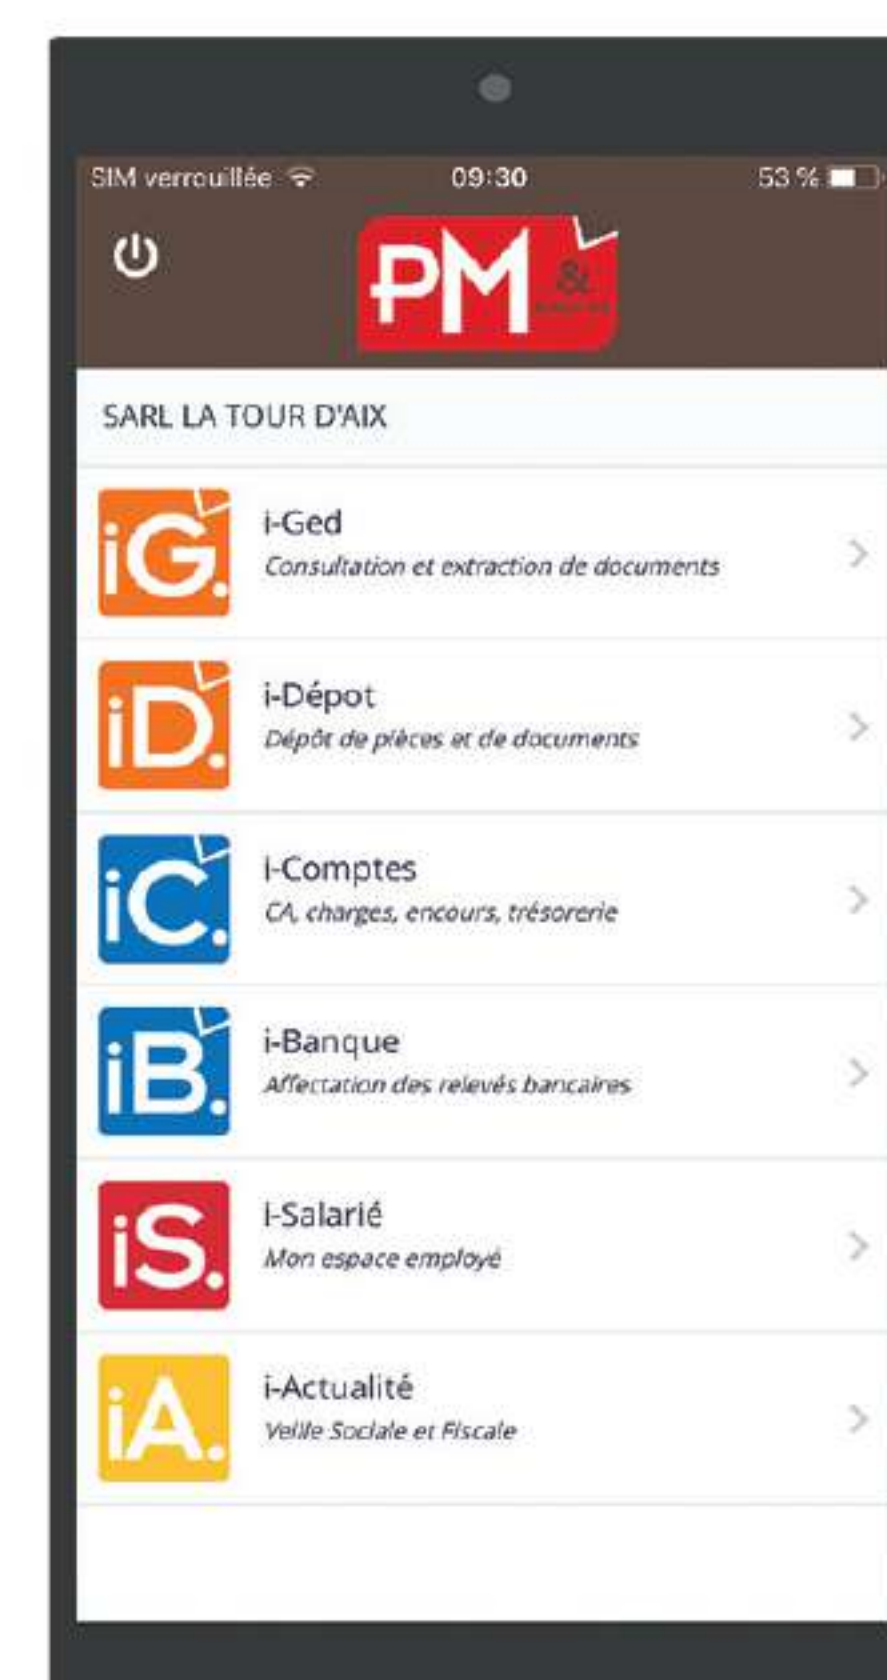 SIM verrouillée 09:30 53 %
PM &
SARL LA TOUR D'AIX
iG. i-Ged
Consultation et extraction de documents
iD. i-Dépot
Dépôt de pièces et de documents
iC. i-Comptes
CA, charges, encours, trésorerie
iB. i-Banque
Affectation des relevés bancaires
iS. i-Salarié
Mon espace employé
iA. i-Actualité
Veille Sociale et Fiscale